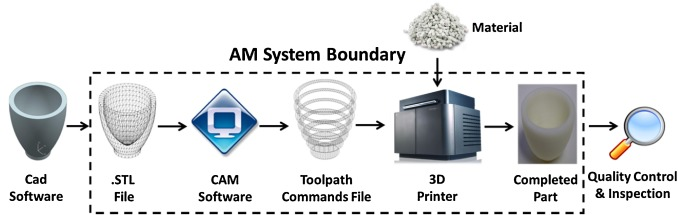 Material
AM System Boundary
Cad
Software
.STL
File
CAM
Software
Toolpath
Commands File
3D
Printer
Completed
Part
Quality Control
& Inspection